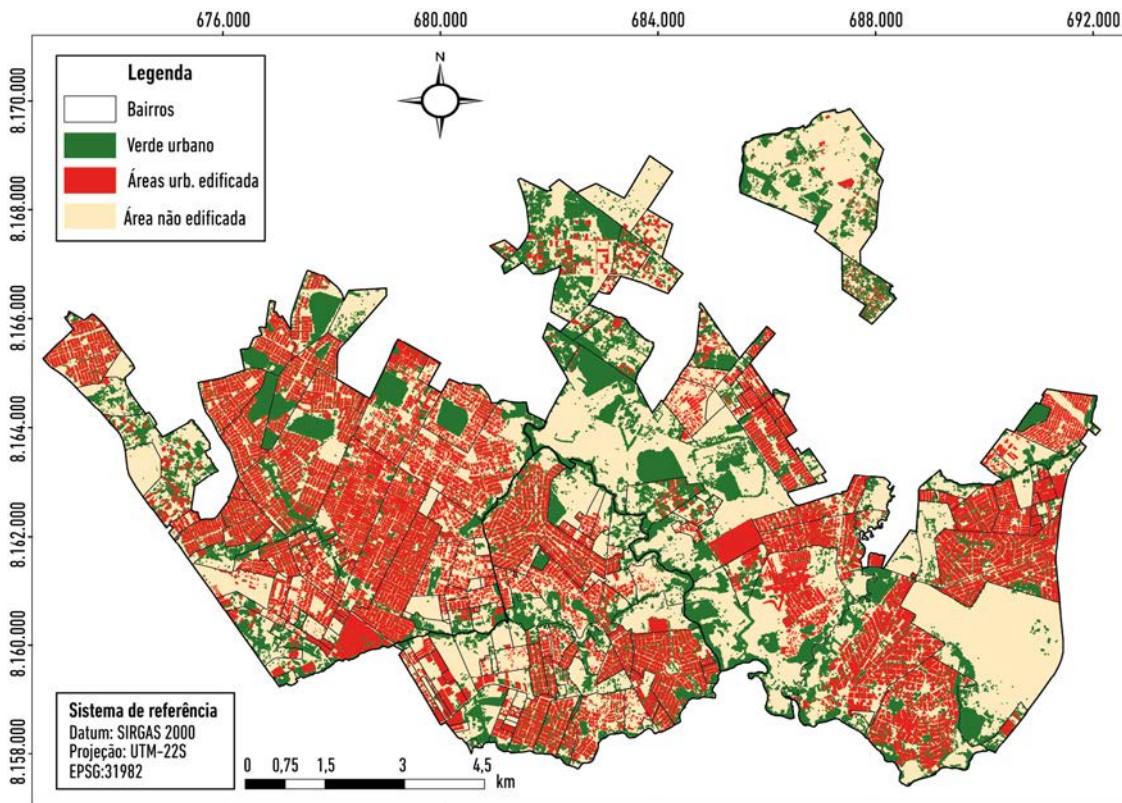 676.000 680.000 684.000 688.000 692.000
8.170.000
8.168.000
8.166.000
8.164.000
8.162.000
8.160.000
8.158.000
Legenda
Bairros
Verde urbano
Áreas urb. edificada
Área não edificada
N
Sistema de referência
Datum: SIRGAS 2000
Projeção: UTM-22S
EPSG:31982
0 0,75 1,5 3 4,5
km